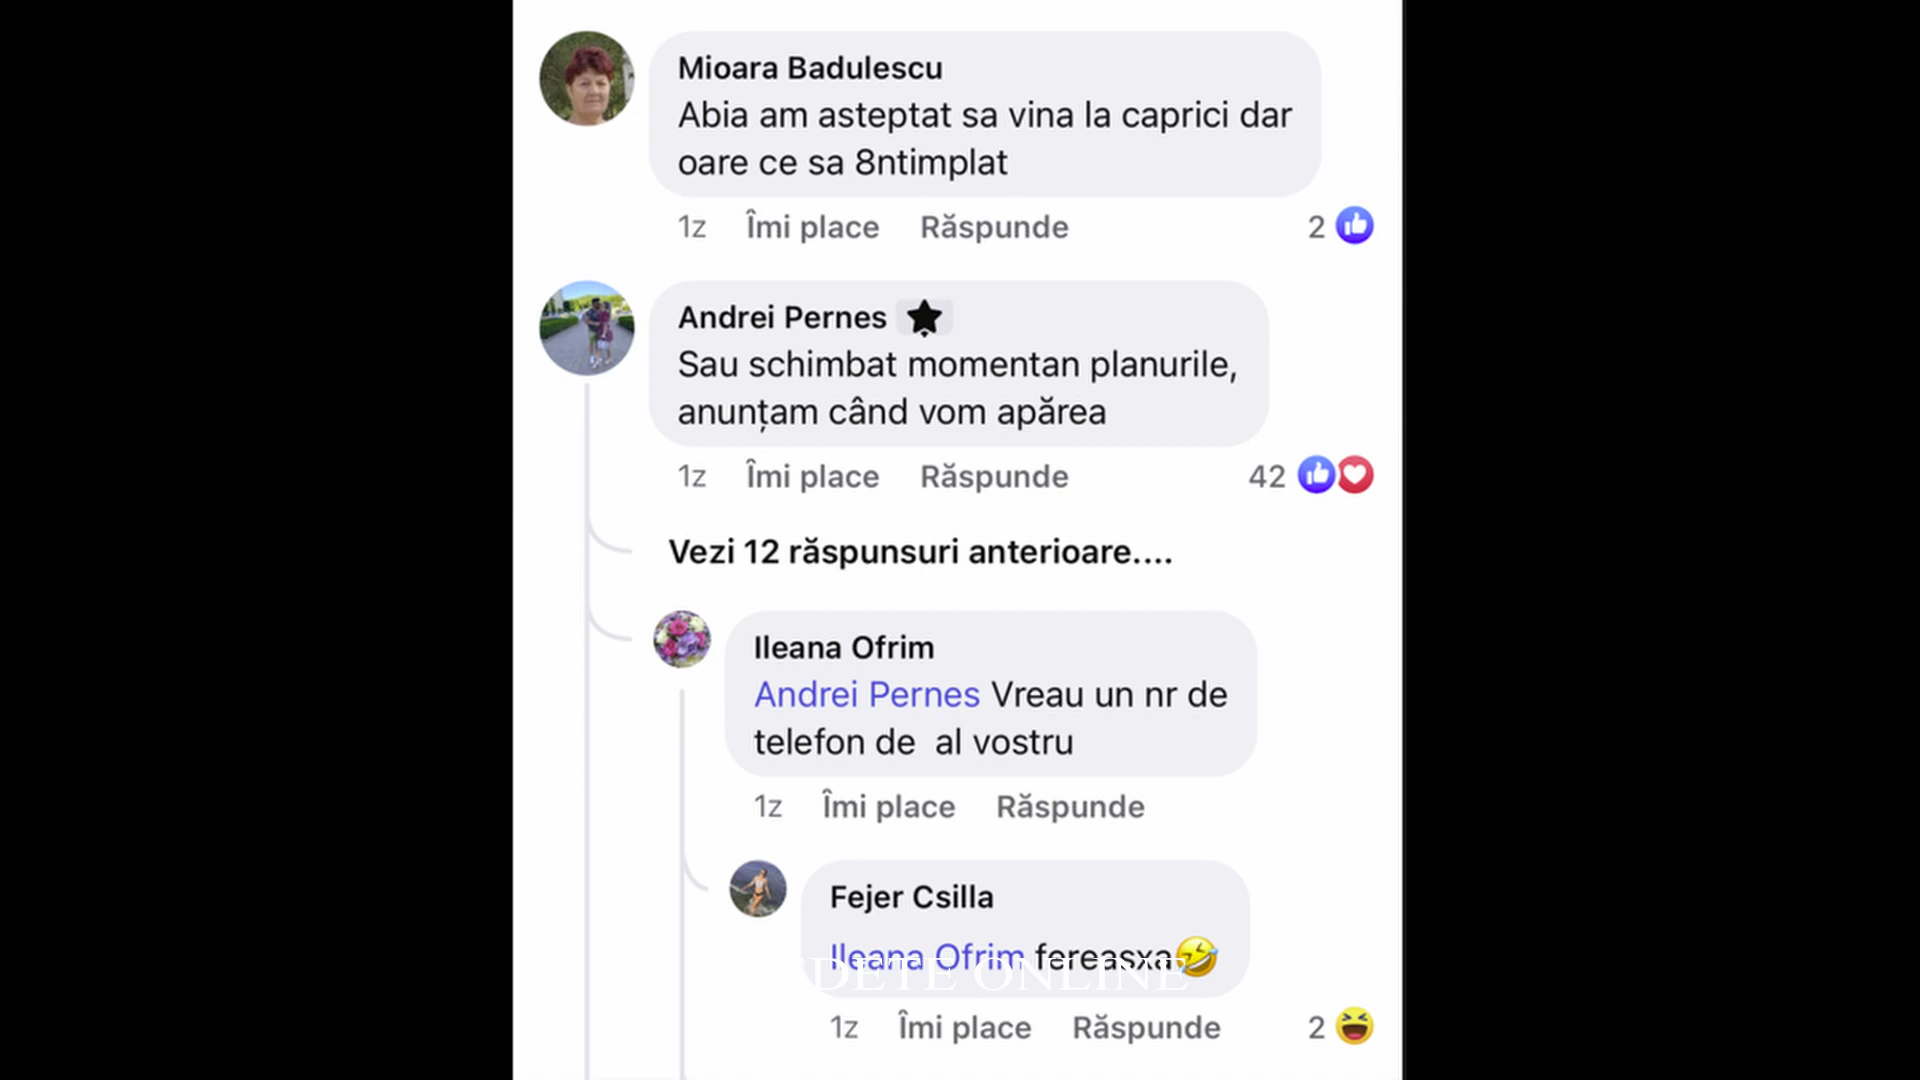 Mioara Badulescu
Abia am asteptat sa vina la caprici dar
oare ce sa 8ntimplat
1z Îmi place Răspunde 2
Andrei Pernes
Sau schimbat momentan planurile,
anunțam când vom apărea
1z Îmi place Răspunde 42
Vezi 12 răspunsuri anterioare....
Ileana Ofrim
Andrei Pernes Vreau un nr de
telefon de al vostru
1z Îmi place Răspunde
Fejer Csilla
Ileana Ofrim fereasxa🤣
DETE ONLINE
1z Îmi place Răspunde 2